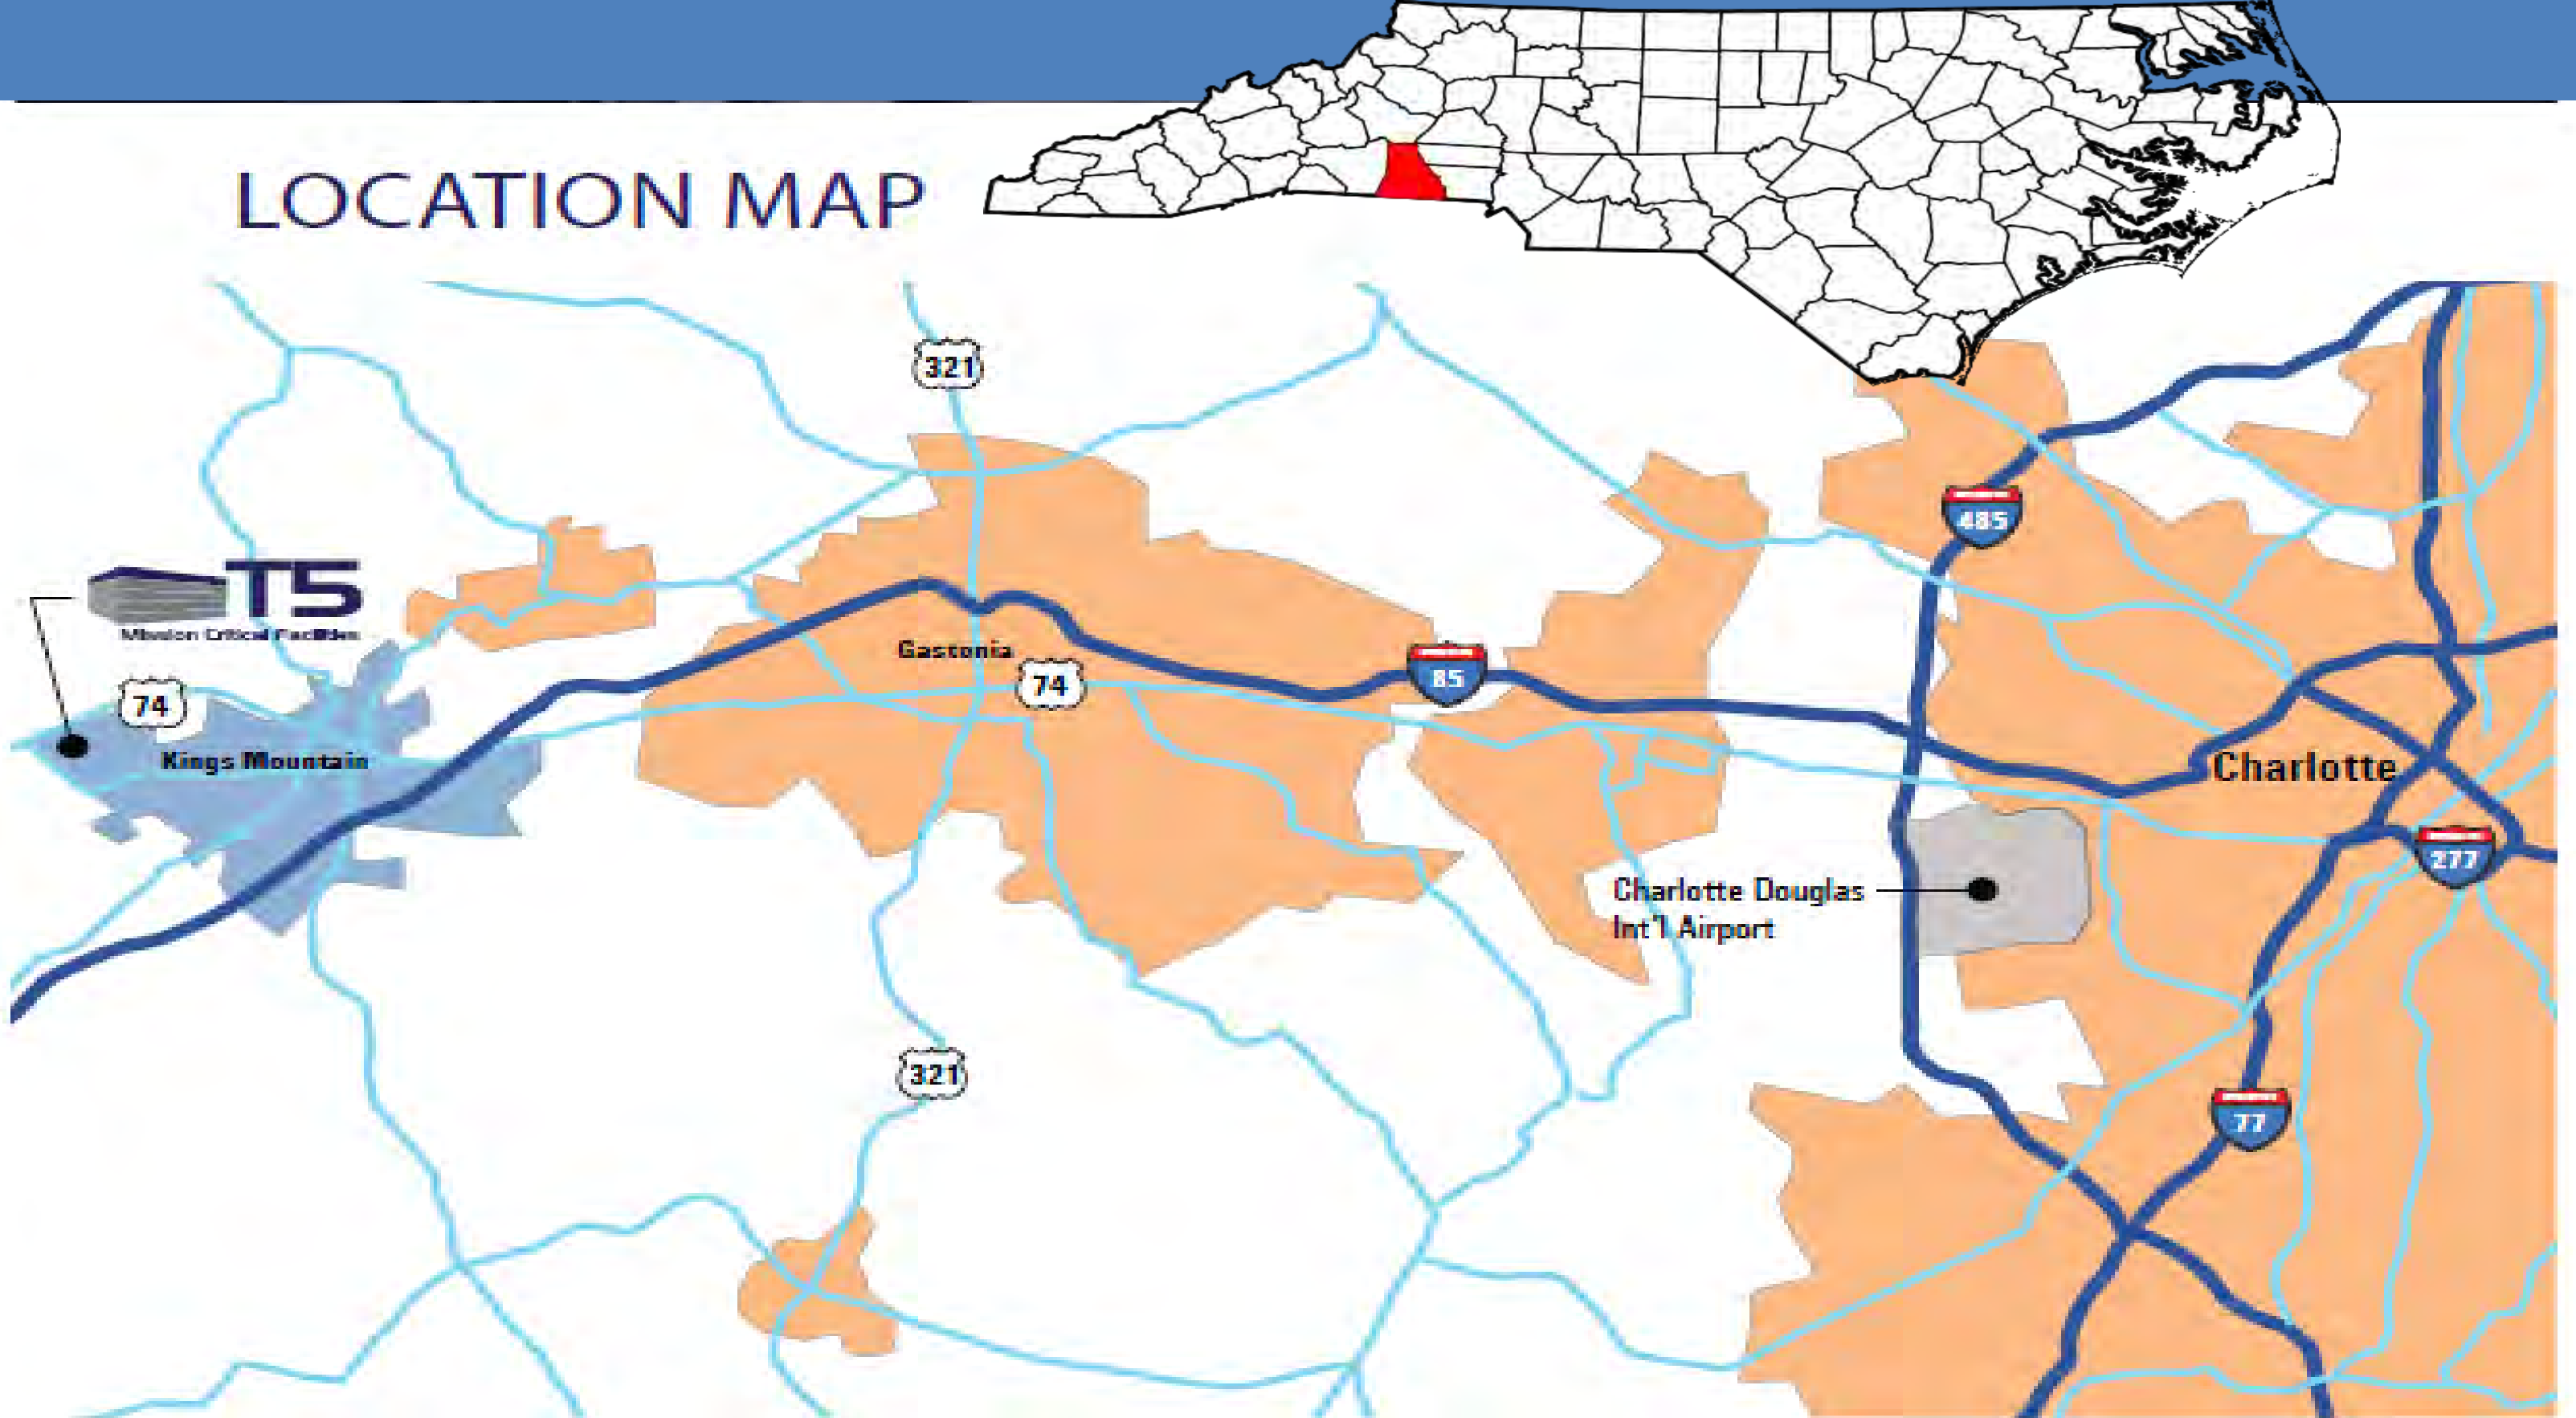 LOCATION MAP
321
485
T5
Mission Critical Facilities
Gastonia
85
74
74
Kings Mountain
Charlotte
277
Charlotte Douglas
Int'l Airport
321
77